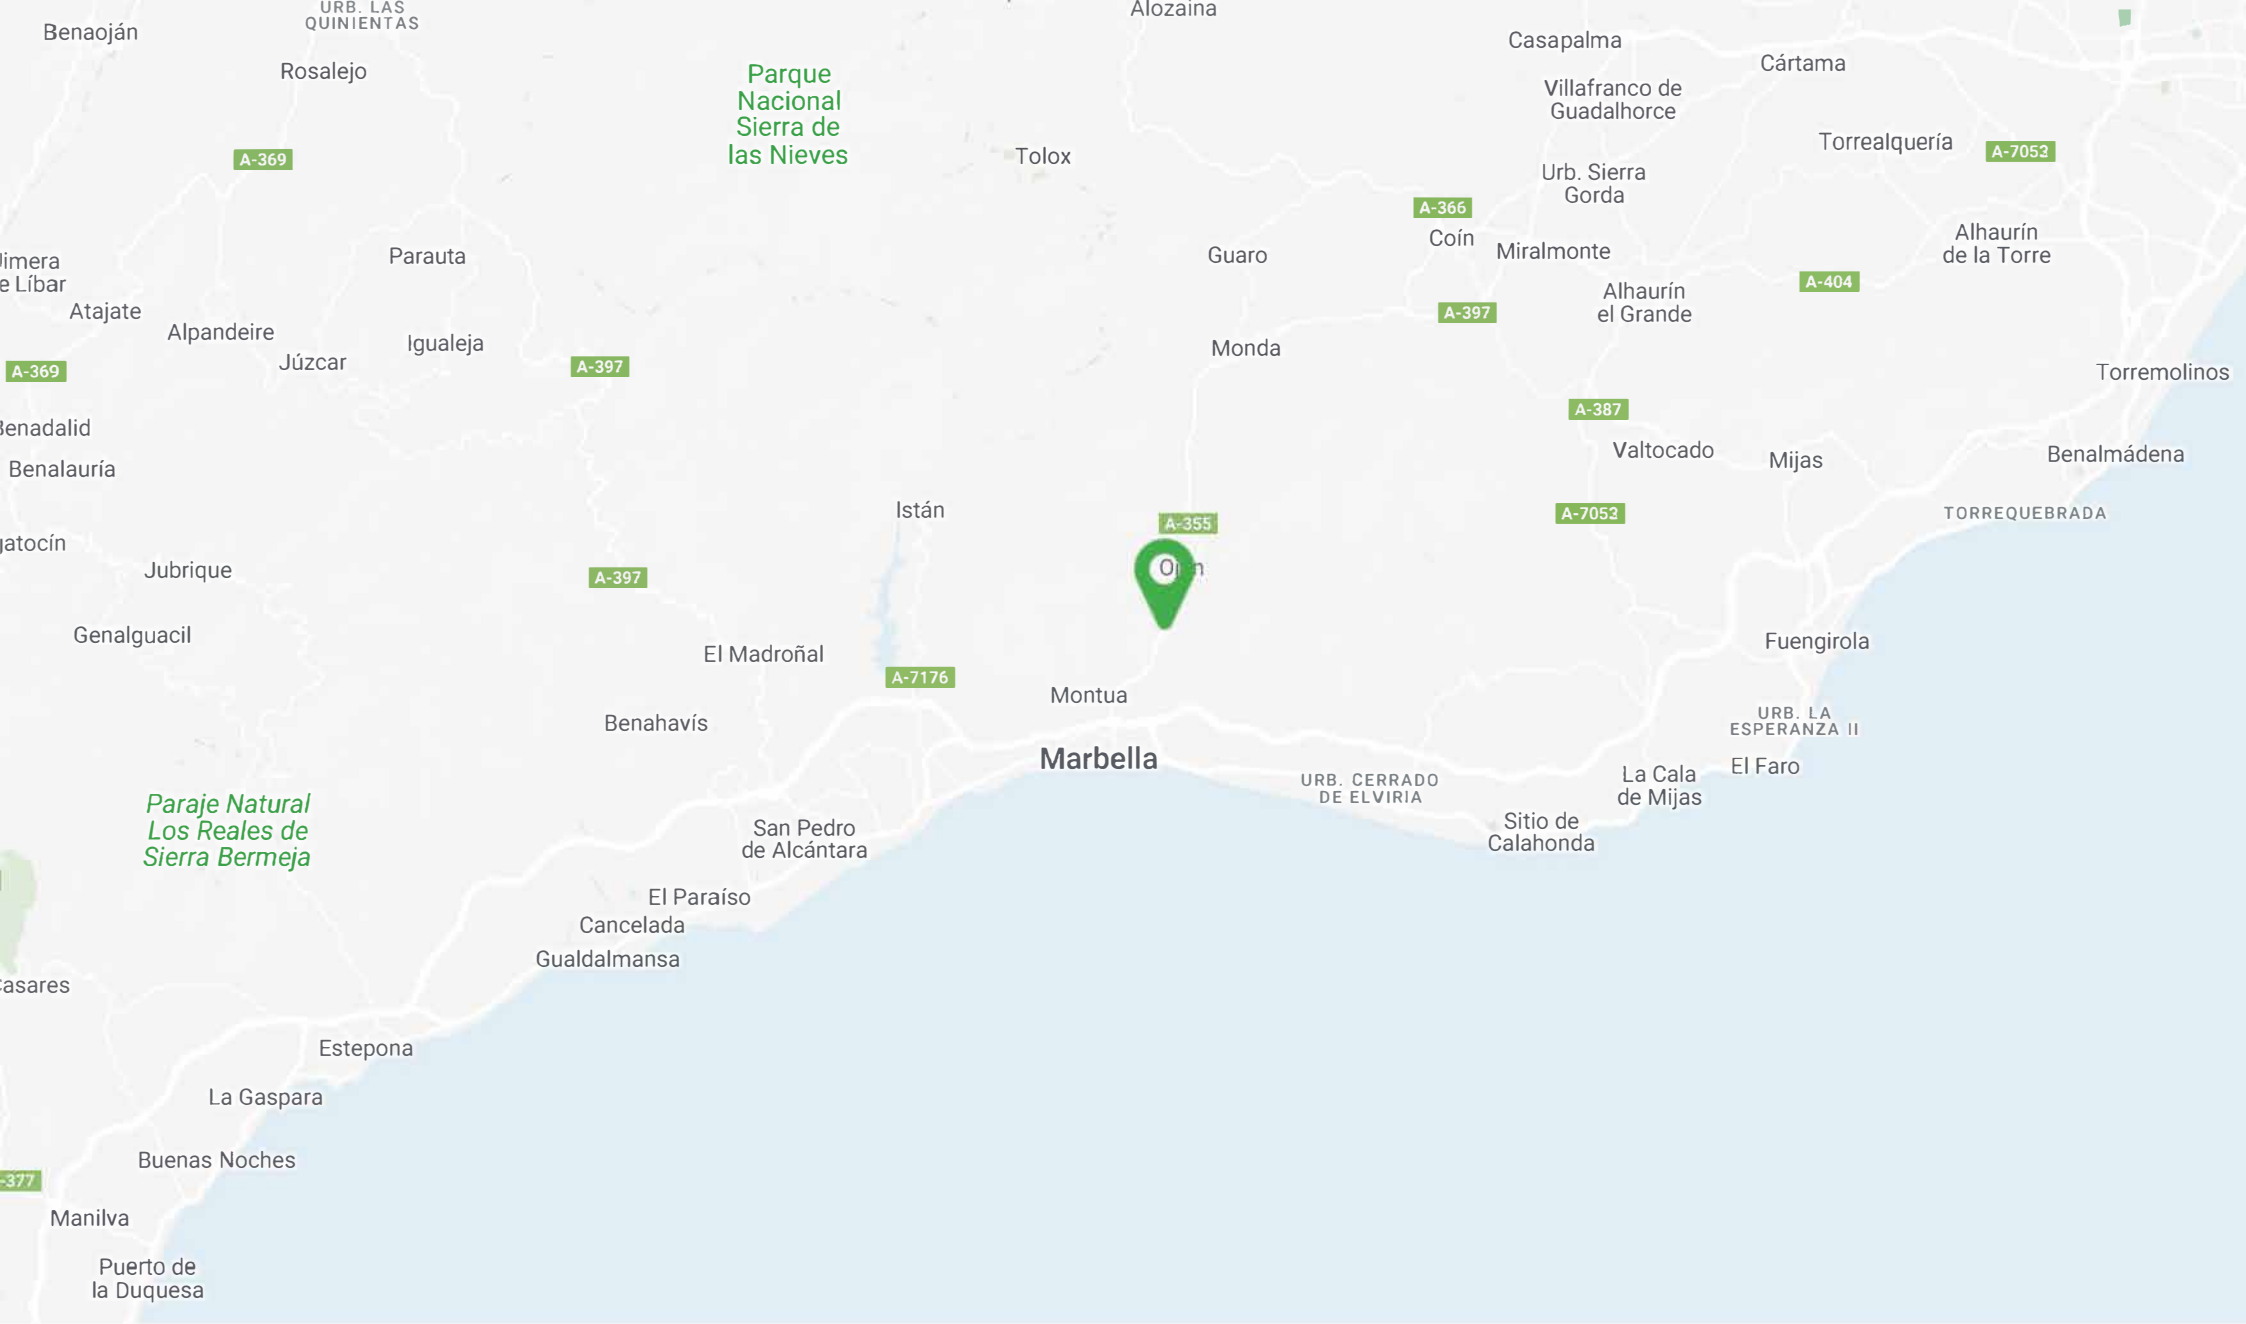 URB. LAS
QUINIENTAS
Alozaina
Benaoján
Casapalma
Cártama
Rosalejo
Parque
Nacional
Sierra de
las Nieves
Villafranco de
Guadalhorce
Torrealquería
A-7052
A-369
Tolox
Urb. Sierra
Gorda
A-366
Coín
Miralmonte
Alhaurín
de la Torre
Parauta
Guaro
Jimera
e Líbar
A-404
Alhaurín
el Grande
Atajate
A-397
Alpandeire
Igualeja
Júzcar
Monda
A-369
A-397
Torremolinos
A-387
Benadalid
Valtocado
Mijas
Benalmádena
Benalauría
Istán
A-355
A-7053
TORREQUEBRADA
gatocín
Jubrique
A-397
Genalguacil
El Madroñal
Fuengirola
A-7176
Montua
Benahavís
URB. LA
ESPERANZA II
Marbella
El Faro
URB. CERRADO
DE ELVIRIA
La Cala
de Mijas
Paraje Natural
Los Reales de
Sierra Bermeja
San Pedro
de Alcántara
Sitio de
Calahonda
El Paraíso
Cancelada
Gualdalmansa
Casares
Estepona
La Gaspara
Buenas Noches
-377
Manilva
Puerto de
la Duquesa